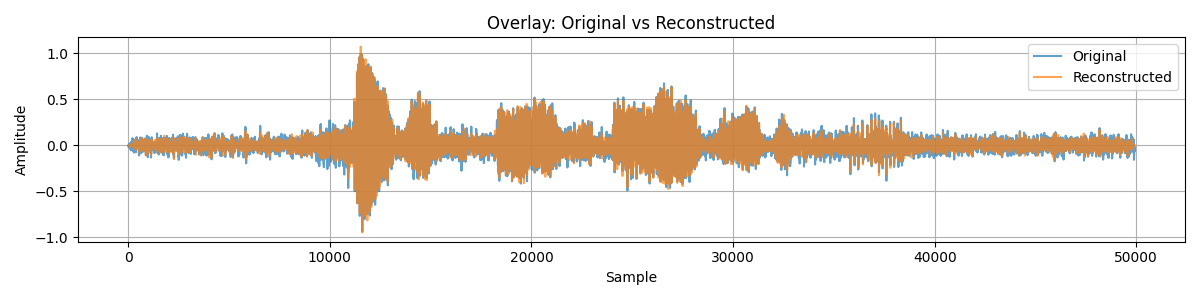 Overlay: Original vs Reconstructed
Original
Reconstructed
Amplitude
1.0
0.5
0.0
−0.5
−1.0
0 10000 20000 30000 40000 50000
Sample